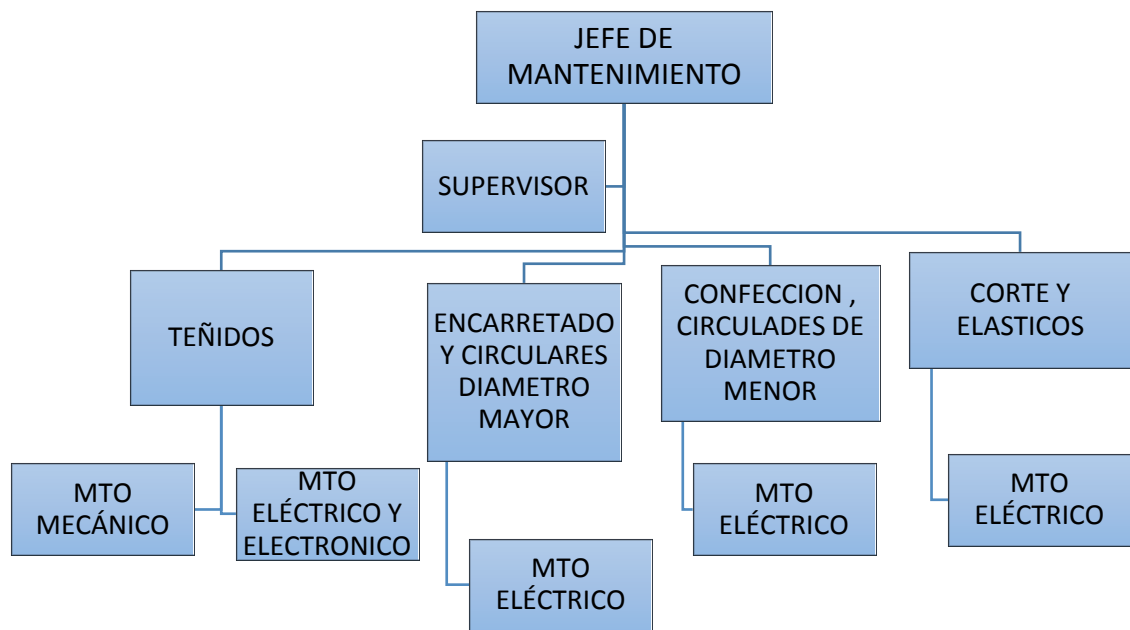 JEFE DE
MANTENIMIENTO
SUPERVISOR
TEÑIDOS
ENCARRETADO
Y CIRCULARES
DIAMETRO
MAYOR
CONFECCION ,
CIRCULADES DE
DIAMETRO
MENOR
CORTE Y
ELASTICOS
MTO
MECÁNICO
MTO
ELÉCTRICO Y
ELECTRONICO
MTO
ELÉCTRICO
MTO
ELÉCTRICO
MTO
ELÉCTRICO